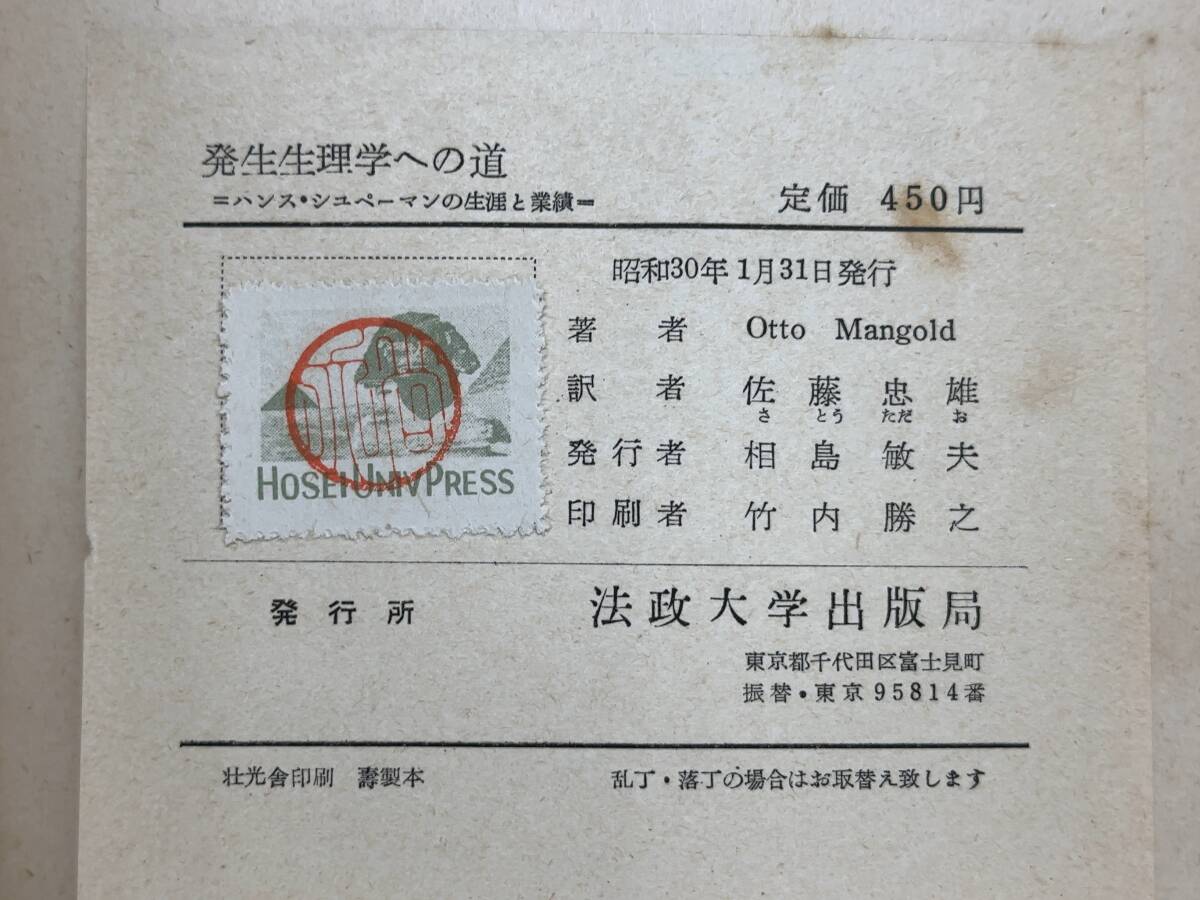 発生生理学への道
=ハンス・シュペーマンの生涯と業績=
定価 450円
昭和30年1月31日発行
著者 Otto Mangold
訳者 佐藤忠雄
さとうただお
発行者 相島敏夫
印刷者 竹内勝之
HOSEI UNIV PRESS
発行所 法政大学出版局
東京都千代田区富士見町
振替・東京95814番
壮光舎印刷 壽製本
乱丁・落丁の場合はお取替え致します